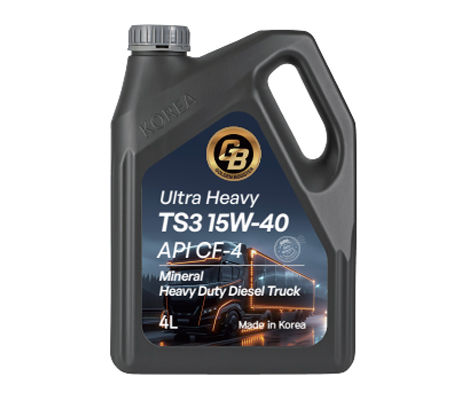 KOREA
GB
GOLDEN BOOSTER
Ultra Heavy
TS3 15W-40
API CF-4
Mineral
Heavy Duty Diesel Truck
4L
Made in Korea